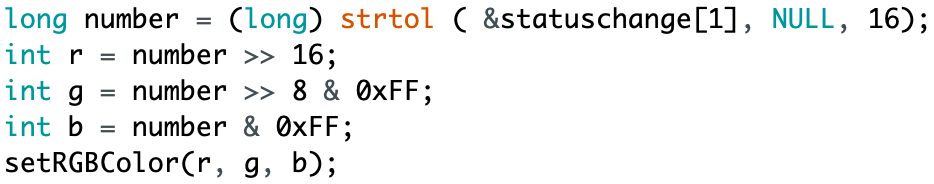 long number = (long) strtol ( &statuschange[1], NULL, 16);
int r = number >> 16;
int g = number >> 8 & 0xFF;
int b = number & 0xFF;
setRGBColor(r, g, b);